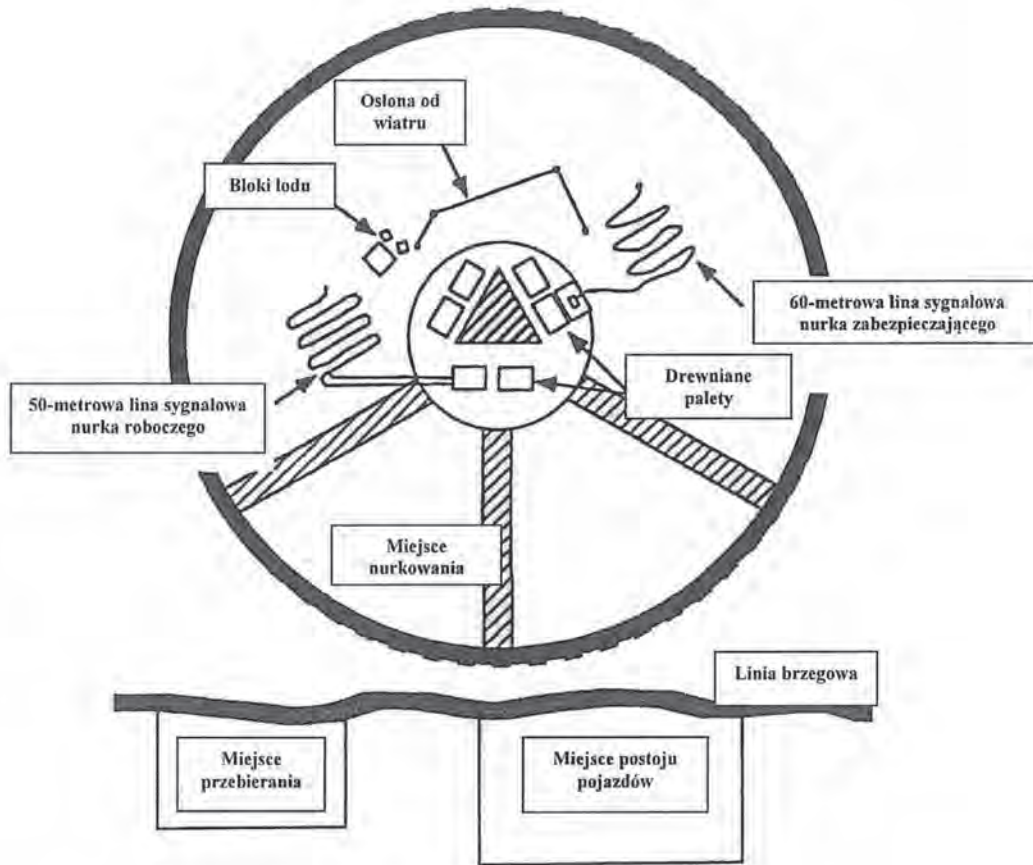 Osłona od
wiatru
Bloki lodu
60-metrowa lina sygnałowa
nurka zabezpieczającego
Drewniane
palety
50-metrowa lina sygnałowa
nurka roboczego
Miejsce
nurkowania
Linia brzegowa
Miejsce
przebierania
Miejsce postoju
pojazdów